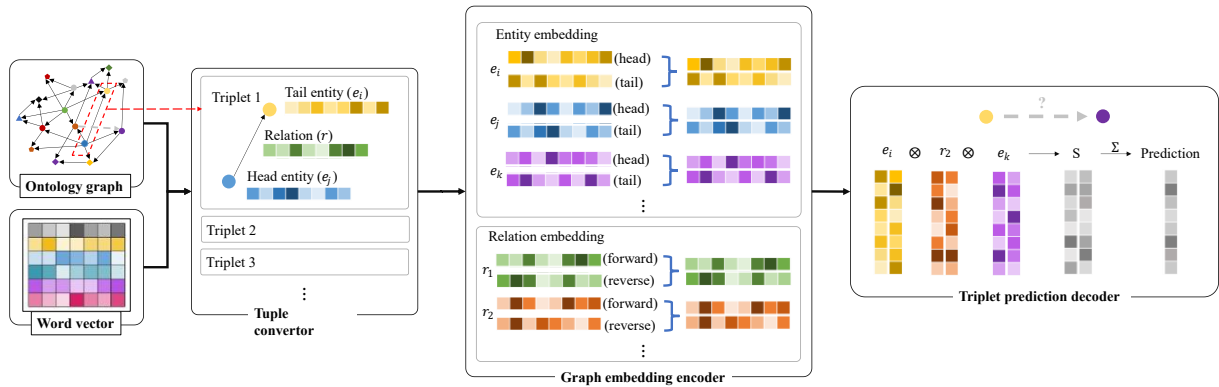 Ontology graph
Word vector
Triplet 1
Tail entity (e_i)
Relation (r)
Head entity (e_j)
Triplet 2
Triplet 3
⋮
Tuple
convertor
Entity embedding
e_i
(head)
(tail)
e_j
(head)
(tail)
e_k
(head)
(tail)
⋮
Relation embedding
r_1
(forward)
(reverse)
r_2
(forward)
(reverse)
⋮
Graph embedding encoder
?
e_i ⊗ r_2 ⊗ e_k → S Σ→ Prediction
Triplet prediction decoder